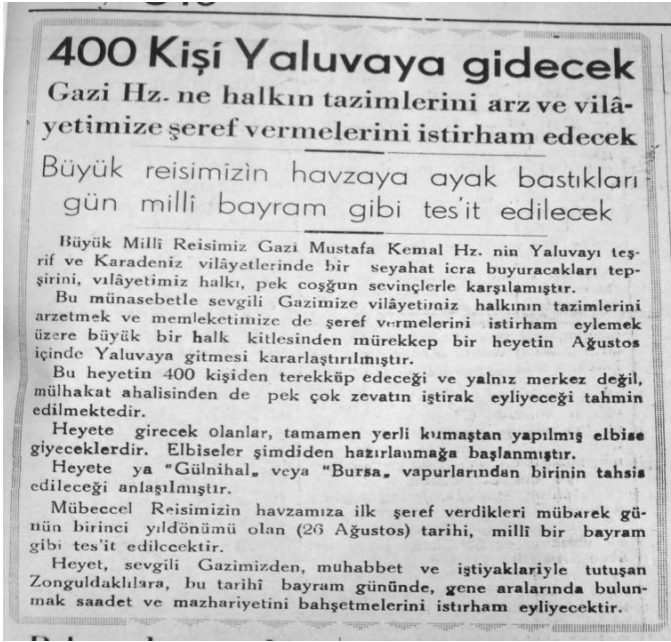 400 Kişi Yaluvaya gidecek
Gazi Hz. ne halkın tazimlerini arz ve vilâ-
yetimize şeref vermelerini istirham edecek
Büyük reisimizin havzaya ayak bastıkları
gün millî bayram gibi tes'it edilecek
Büyük Millî Reisimiz Gazi Mustafa Kemal Hz. nin Yaluvayı teş-
rif ve Karadeniz vilâyetlerinde bir seyahat icra buyuracakları tep-
şirini, vilâyetimiz halkı, pek coşğun sevinçlerle karşılamıştır.
Bu münasebetle sevgili Gazimize vilâyetimiz halkının tazimlerini
arzetmek ve memleketimize de şeref vermelerini istirham eylemek
üzere büyük bir halk kitlesinden mürekkep bir heyetin Ağustos
içinde Yaluvaya gitmesi kararlaştırılmıştır.
Bu heyetin 400 kişiden terekküp edeceği ve yalnız merkez değil,
mülhakat ahalisinden de pek çok zevatın iştirak eyliyeceği tahmin
edilmektedir.
Heyete girecek olanlar, tamamen yerli kumaştan yapılmış elbise
giyeceklerdir. Elbiseler şimdiden hazırlanmağa başlanmıştır.
Heyete ya "Gülnihal„ veya "Bursa„ vapurlarından birinin tahsis
edileceği anlaşılmıştır.
Mübeccel Reisimizin havzamıza ilk şeref verdikleri mübarek gü-
nün birinci yıldönümü olan (26 Ağustos) tarihi, millî bir bayram
gibi tes'it edilecektir.
Heyet, sevgili Gazimizden, muhabbet ve iştiyaklariyle tutuşan
Zonguldaklılara, bu tarihî bayram gününde, gene aralarında bulun-
mak saadet ve mazhariyetini bahşetmelerini istirham eyliyecektir.